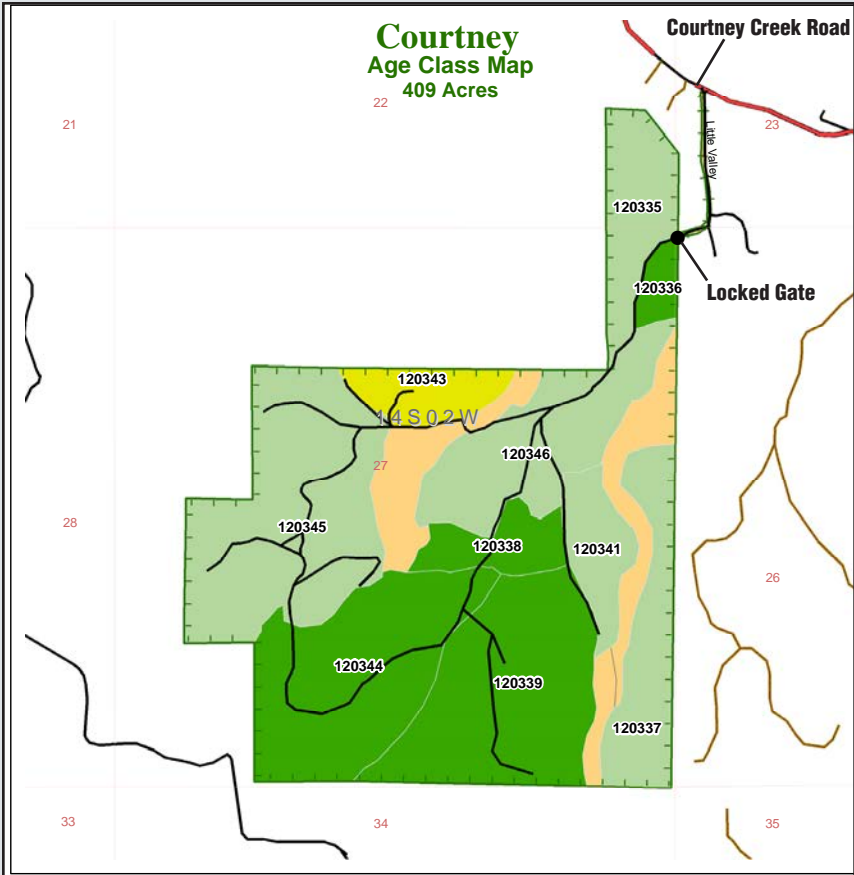 Courtney Creek Road
Courtney
Age Class Map
409 Acres
22
21
23
Little Valley
120335
120336
Locked Gate
120343
14S02W
120346
27
28
120345
120338
120341
26
120344
120339
120337
33
34
35